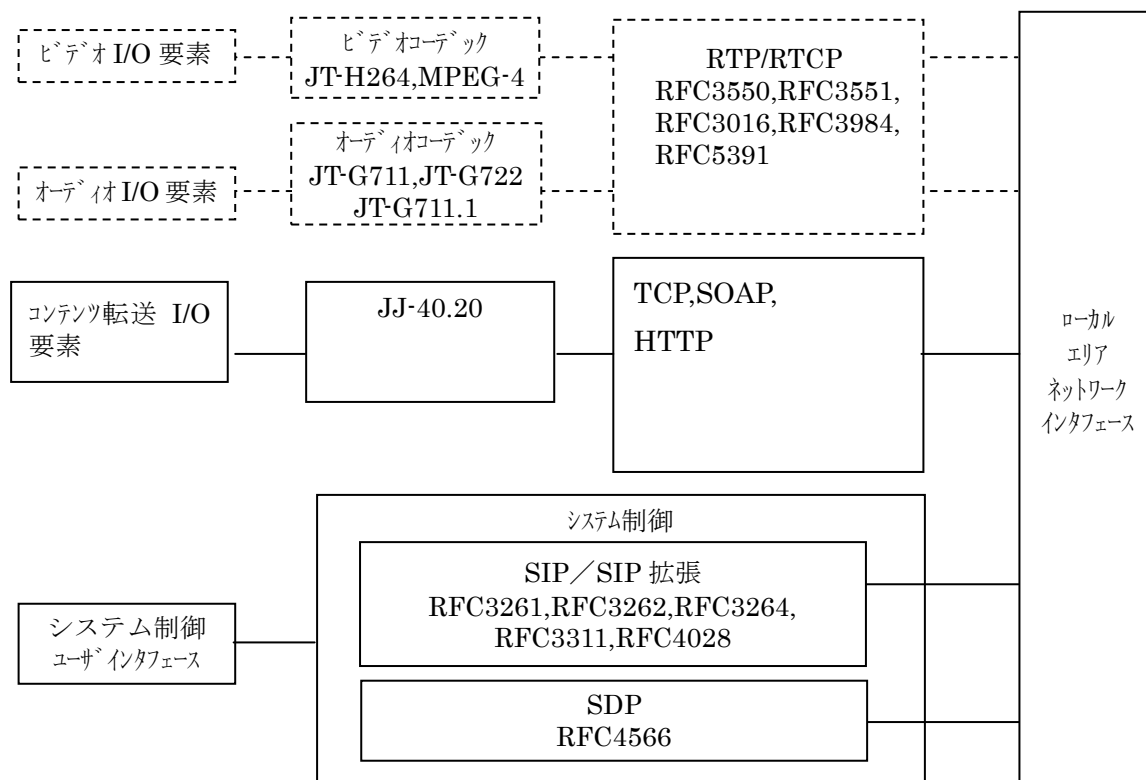 ビデオ I/O 要素
ビデオコーデック
JT-H264,MPEG-4
RTP/RTCP
RFC3550,RFC3551,
RFC3016,RFC3984,
RFC5391
オーディオ I/O 要素
オーディオコーデック
JT-G711,JT-G722
JT-G711.1
コンテンツ転送 I/O
要素
JJ-40.20
TCP,SOAP,
HTTP
ローカル
エリア
ネットワーク
インタフェース
システム制御
ユーザインタフェース
システム制御
SIP／SIP 拡張
RFC3261,RFC3262,RFC3264,
RFC3311,RFC4028
SDP
RFC4566